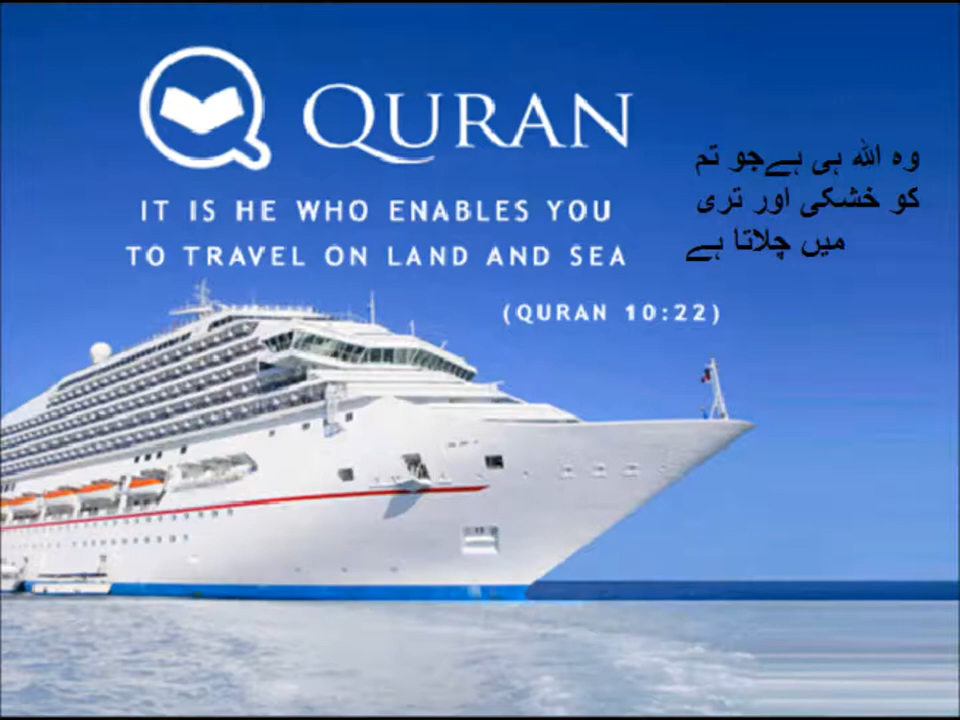 QURAN
IT IS HE WHO ENABLES YOU
TO TRAVEL ON LAND AND SEA
(QURAN 10:22)
وہ اللہ ہی ہےجو تم
کو خشکی اور تری
میں چلاتا ہے